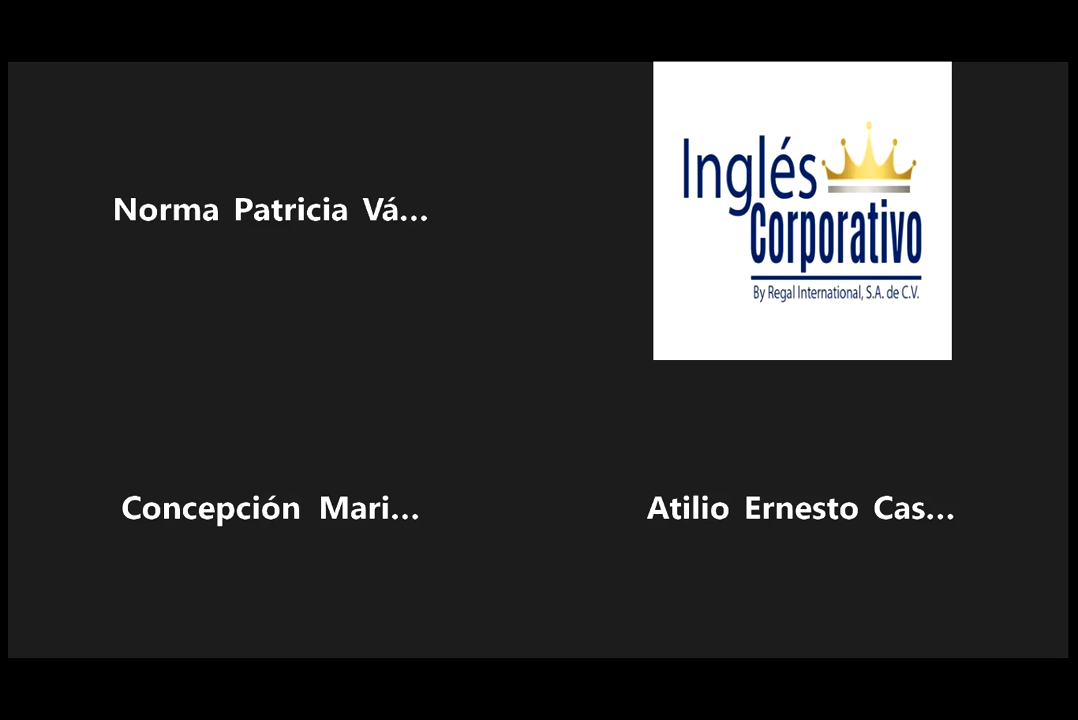 Norma Patricia Vá...
Inglés
Corporativo
By Regal International, S.A. de C.V.
Concepción Mari...
Atilio Ernesto Cas...